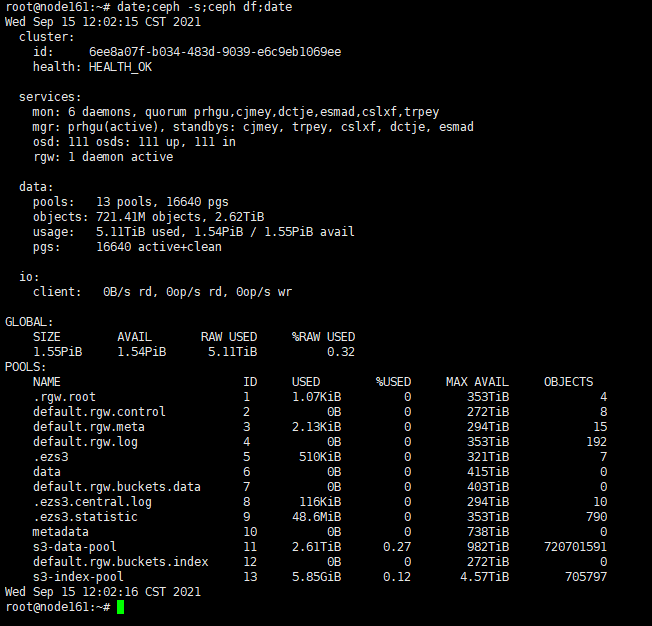 root@node161:~# date;ceph -s;ceph df;date
Wed Sep 15 12:02:15 CST 2021
  cluster:
    id:     6ee8a07f-b034-483d-9039-e6c9eb1069ee
    health: HEALTH_OK

  services:
    mon: 6 daemons, quorum prhgu,cjmey,dctje,esmad,cslxf,trpey
    mgr: prhgu(active), standbys: cjmey, trpey, cslxf, dctje, esmad
    osd: 111 osds: 111 up, 111 in
    rgw: 1 daemon active

  data:
    pools:   13 pools, 16640 pgs
    objects: 721.41M objects, 2.62TiB
    usage:   5.11TiB used, 1.54PiB / 1.55PiB avail
    pgs:     16640 active+clean

  io:
    client:   0B/s rd, 0op/s rd, 0op/s wr

GLOBAL:
    SIZE        AVAIL       RAW USED     %RAW USED
    1.55PiB     1.54PiB      5.11TiB          0.32
POOLS:
    NAME                          ID     USED        %USED     MAX AVAIL     OBJECTS
    .rgw.root                     1      1.07KiB         0        353TiB           4
    default.rgw.control           2           0B         0        272TiB           8
    default.rgw.meta              3      2.13KiB         0        294TiB          15
    default.rgw.log               4           0B         0        353TiB         192
    .ezs3                         5       510KiB         0        321TiB           7
    data                          6           0B         0        415TiB           0
    default.rgw.buckets.data      7           0B         0        403TiB           0
    .ezs3.central.log             8       116KiB         0        294TiB          10
    .ezs3.statistic               9      48.6MiB         0        353TiB         790
    metadata                      10          0B         0        738TiB           0
    s3-data-pool                  11     2.61TiB      0.27        982TiB   720701591
    default.rgw.buckets.index     12          0B         0        272TiB           0
    s3-index-pool                 13     5.85GiB      0.12       4.57TiB      705797
Wed Sep 15 12:02:16 CST 2021
root@node161:~#